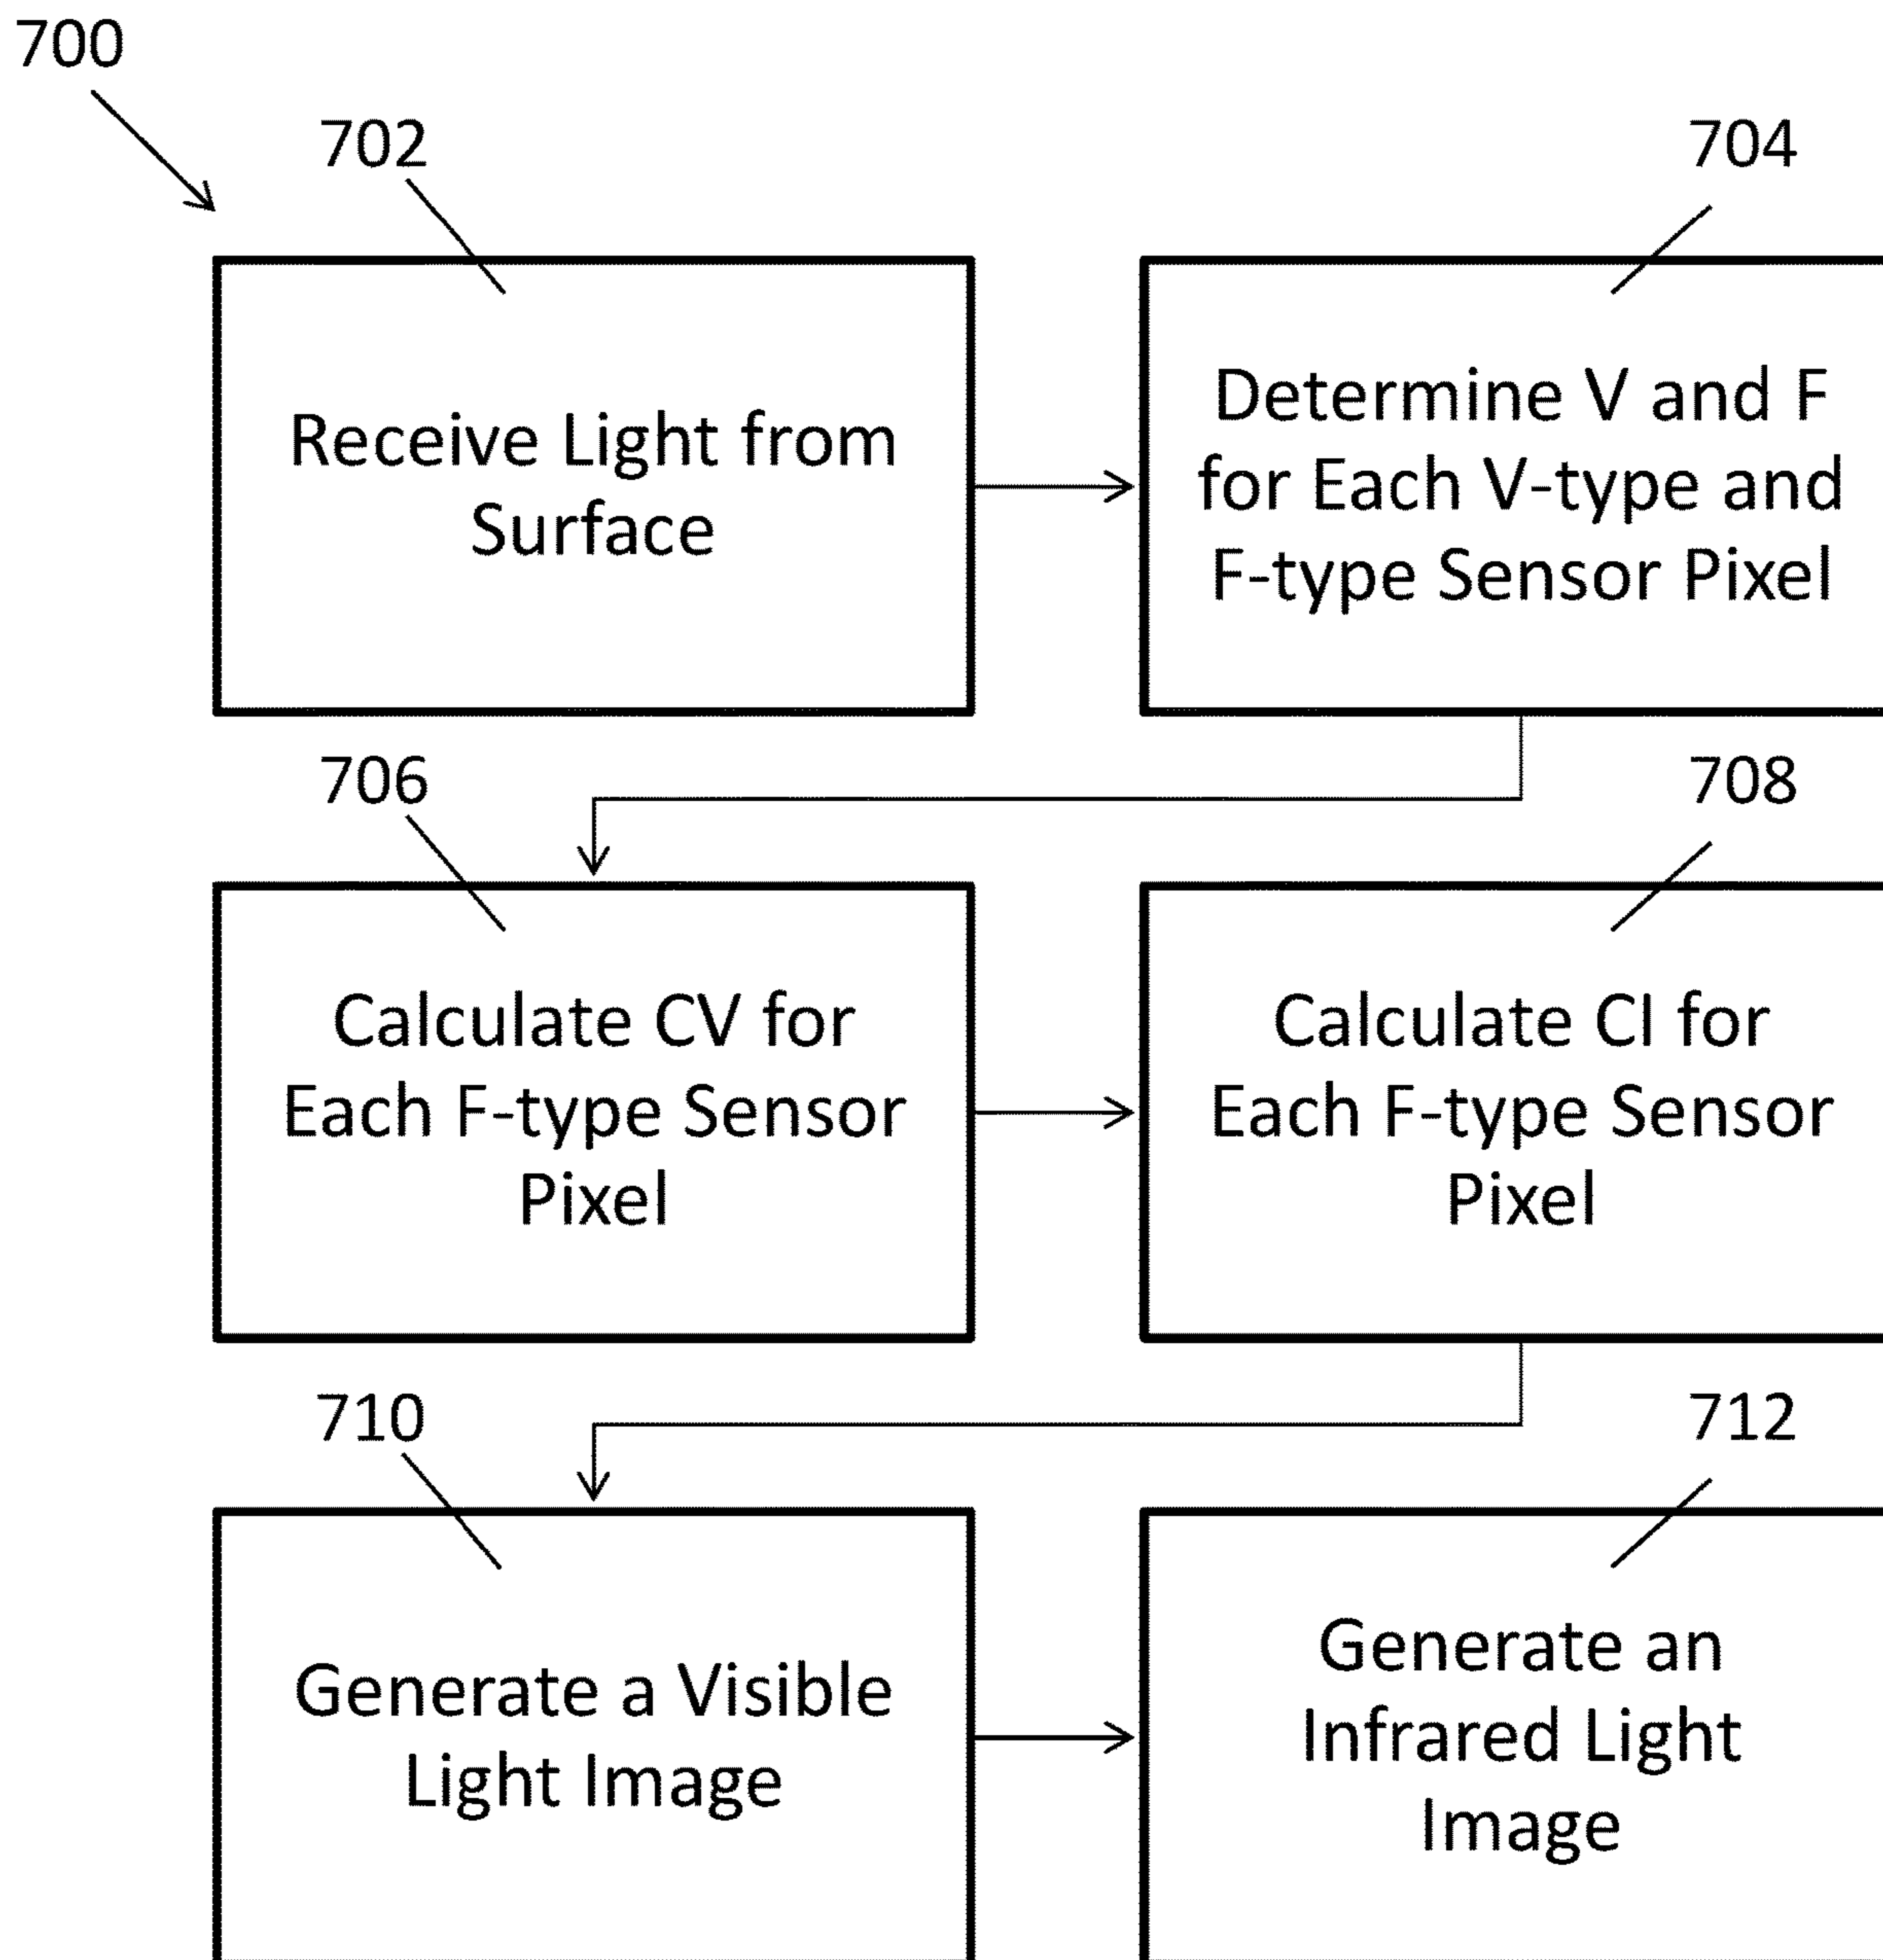 700
702
704
Receive Light from
Surface
Determine V and F
for Each V-type and
F-type Sensor Pixel
706
708
Calculate CV for
Each F-type Sensor
Pixel
Calculate CI for
Each F-type Sensor
Pixel
710
712
Generate a Visible
Light Image
Generate an
Infrared Light
Image